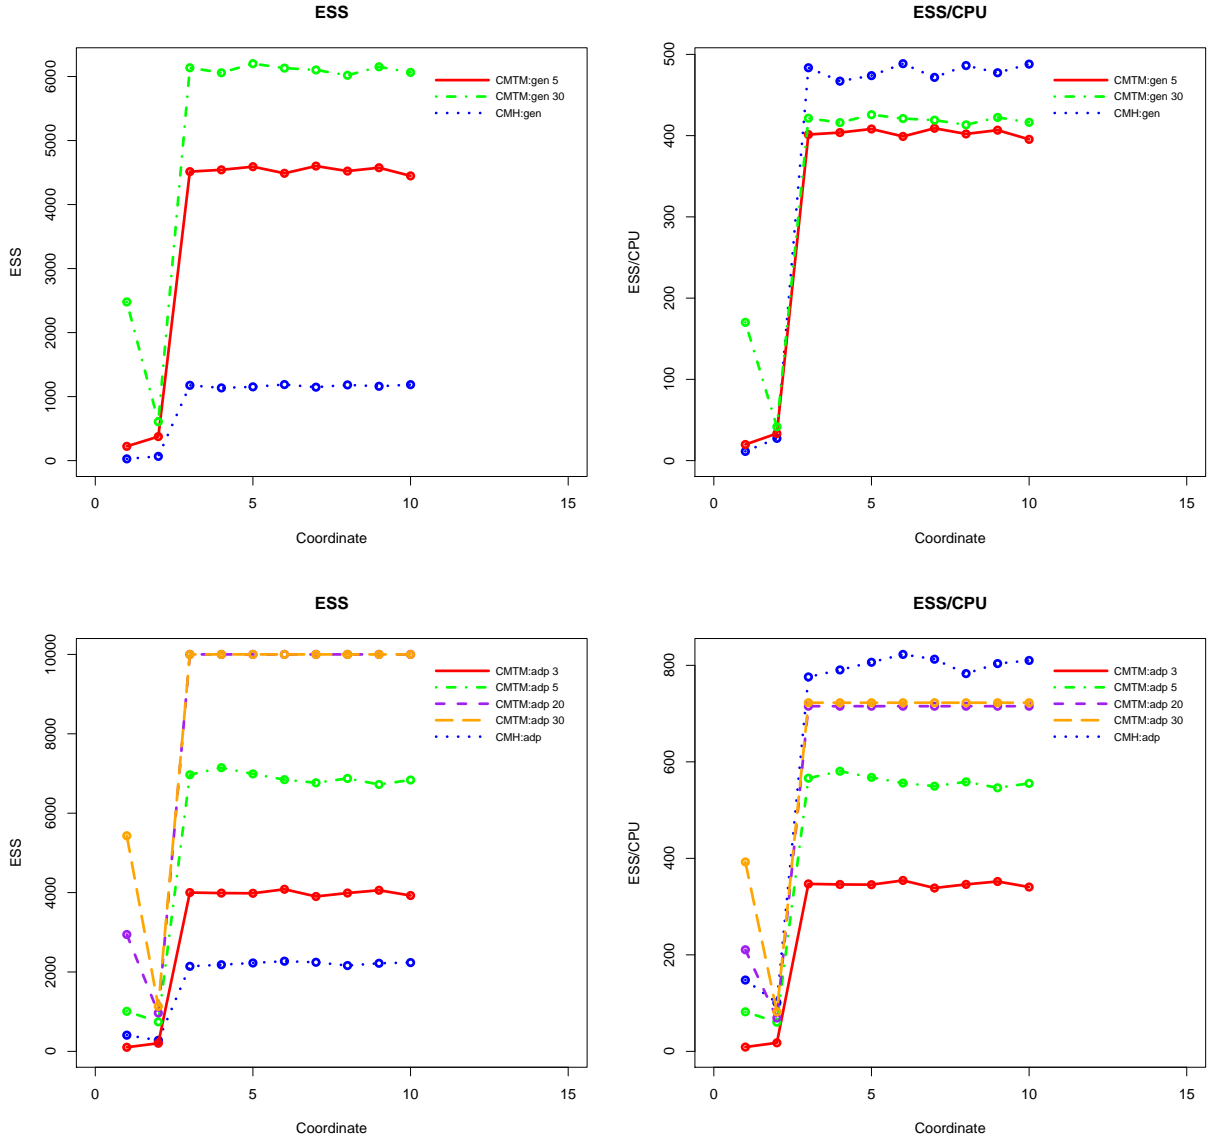 ESS
ESS
6000
5000
4000
3000
2000
1000
0
CMTM:gen 5
CMTM:gen 30
CMH:gen
0
5
10
15
Coordinate
ESS/CPU
ESS/CPU
500
400
300
200
100
0
CMTM:gen 5
CMTM:gen 30
CMH:gen
0
5
10
15
Coordinate
ESS
ESS
10000
8000
6000
4000
2000
0
CMTM:adp 3
CMTM:adp 5
CMTM:adp 20
CMTM:adp 30
CMH:adp
0
5
10
15
Coordinate
ESS/CPU
ESS/CPU
800
600
400
200
0
CMTM:adp 3
CMTM:adp 5
CMTM:adp 20
CMTM:adp 30
CMH:adp
0
5
10
15
Coordinate